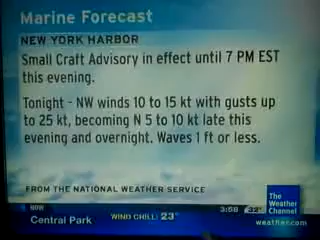 Marine Forecast
NEW YORK HARBOR
Small Craft Advisory in effect until 7 PM EST
this evening.
Tonight - NW winds 10 to 15 kt with gusts up
to 25 kt, becoming N 5 to 10 kt late this
evening and overnight. Waves 1 ft or less.
FROM THE NATIONAL WEATHER SERVICE
The
Weather
Channel
NOW
3:58
Central Park
WIND CHILL: 23°
weather.com